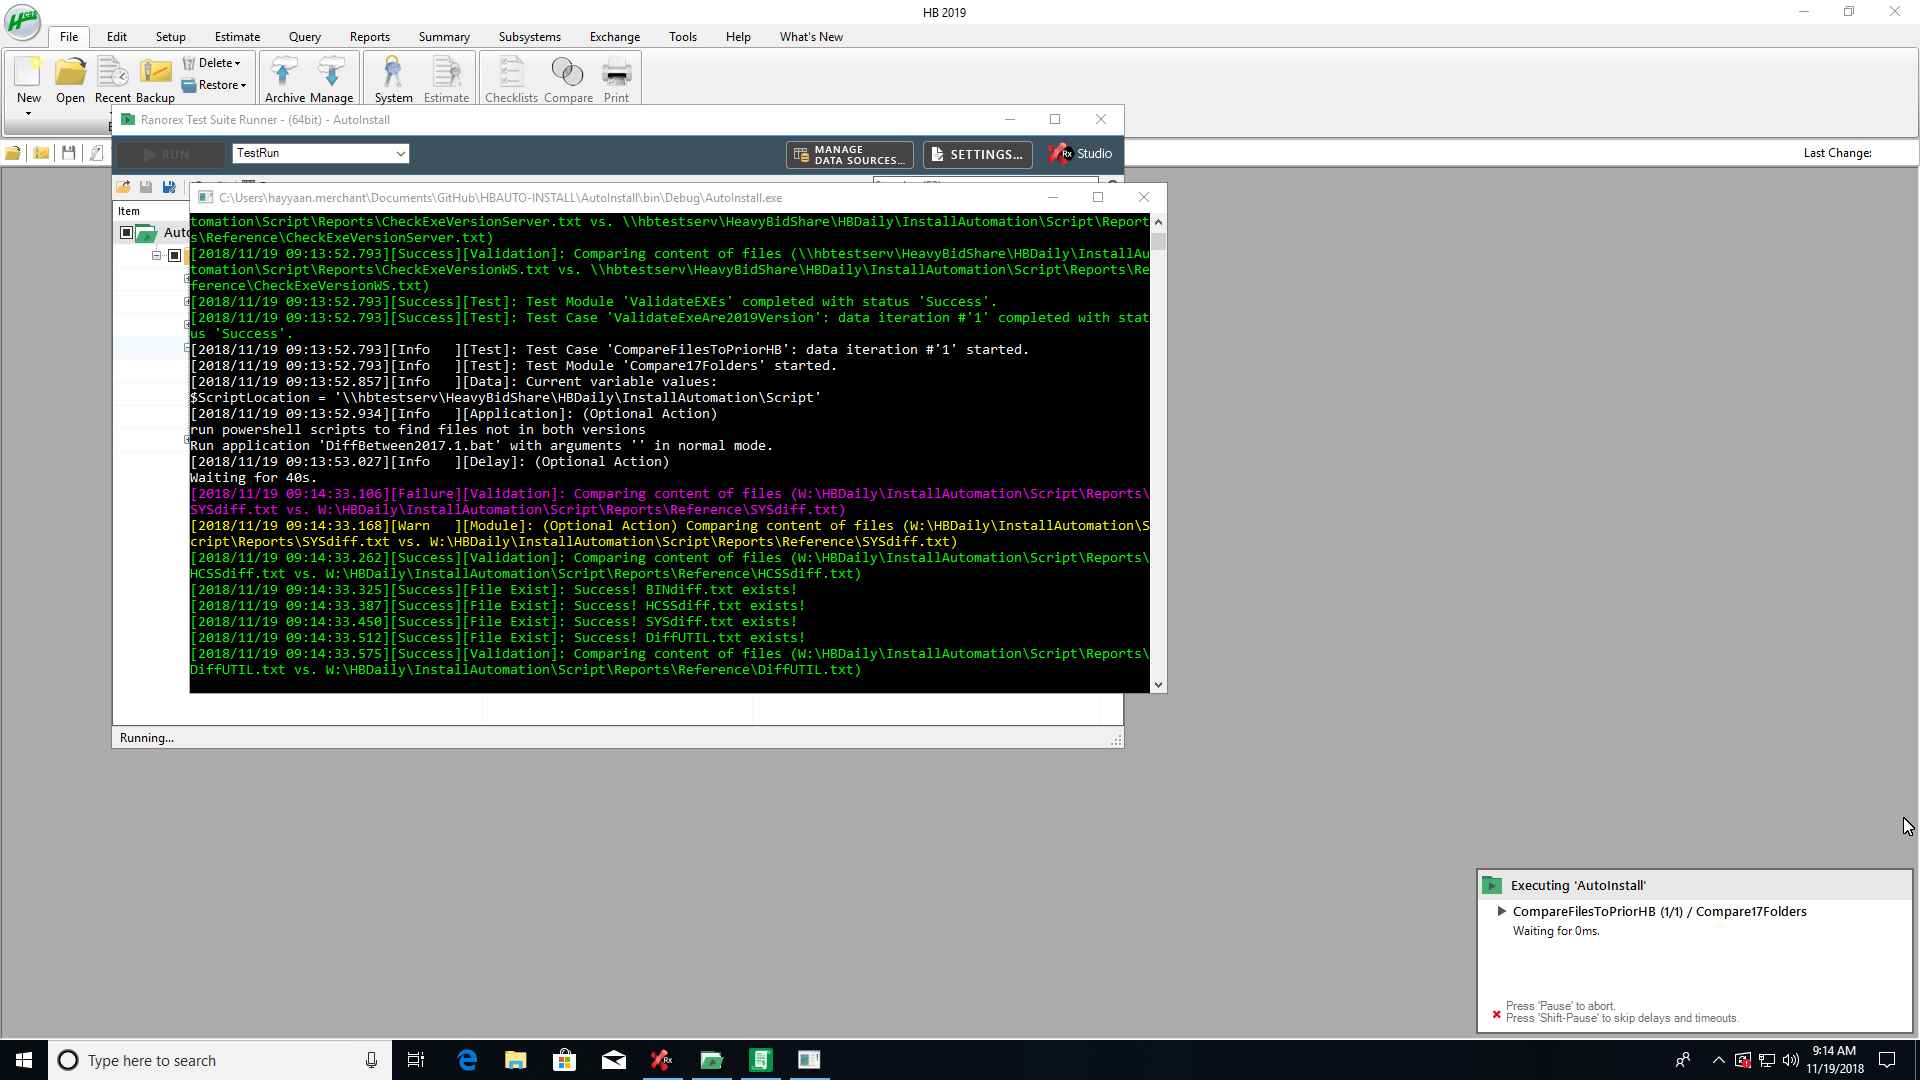 HB 2019
File Edit Setup Estimate Query Reports Summary Subsystems Exchange Tools Help What's New
Delete
Restore
New Open Recent Backup Archive Manage System Estimate Checklists Compare Print
Ranorex Test Suite Runner - (64bit) - AutoInstall
RUN TestRun MANAGE DATA SOURCES... SETTINGS... Rx Studio
Last Change:
C:\Users\hayyaan.merchant\Documents\GitHub\HBAUTO-INSTALL\AutoInstall\bin\Debug\AutoInstall.exe
Item
Auto
tomation\Script\Reports\CheckExeVersionServer.txt vs. \\hbtestserv\HeavyBidShare\HBDaily\InstallAutomation\Script\Report
s\Reference\CheckExeVersionServer.txt)
[2018/11/19 09:13:52.793][Success][Validation]: Comparing content of files (\\hbtestserv\HeavyBidShare\HBDaily\InstallAu
tomation\Script\Reports\CheckExeVersionWS.txt vs. \\hbtestserv\HeavyBidShare\HBDaily\InstallAutomation\Script\Reports\Re
ference\CheckExeVersionWS.txt)
[2018/11/19 09:13:52.793][Success][Test]: Test Module 'ValidateEXEs' completed with status 'Success'.
[2018/11/19 09:13:52.793][Success][Test]: Test Case 'ValidateExeAre2019Version': data iteration #'1' completed with stat
us 'Success'.
[2018/11/19 09:13:52.793][Info   ][Test]: Test Case 'CompareFilesToPriorHB': data iteration #'1' started.
[2018/11/19 09:13:52.793][Info   ][Test]: Test Module 'Compare17Folders' started.
[2018/11/19 09:13:52.857][Info   ][Data]: Current variable values:
$ScriptLocation = '\\hbtestserv\HeavyBidShare\HBDaily\InstallAutomation\Script'
[2018/11/19 09:13:52.934][Info   ][Application]: (Optional Action)
run powershell scripts to find files not in both versions
Run application 'DiffBetween2017.1.bat' with arguments '' in normal mode.
[2018/11/19 09:13:53.027][Info   ][Delay]: (Optional Action)
Waiting for 40s.
[2018/11/19 09:14:33.106][Failure][Validation]: Comparing content of files (W:\HBDaily\InstallAutomation\Script\Reports\
SYSdiff.txt vs. W:\HBDaily\InstallAutomation\Script\Reports\Reference\SYSdiff.txt)
[2018/11/19 09:14:33.168][Warn   ][Module]: (Optional Action) Comparing content of files (W:\HBDaily\InstallAutomation\S
cript\Reports\SYSdiff.txt vs. W:\HBDaily\InstallAutomation\Script\Reports\Reference\SYSdiff.txt)
[2018/11/19 09:14:33.262][Success][Validation]: Comparing content of files (W:\HBDaily\InstallAutomation\Script\Reports\
HCSSdiff.txt vs. W:\HBDaily\InstallAutomation\Script\Reports\Reference\HCSSdiff.txt)
[2018/11/19 09:14:33.325][Success][File Exist]: Success! BINdiff.txt exists!
[2018/11/19 09:14:33.387][Success][File Exist]: Success! HCSSdiff.txt exists!
[2018/11/19 09:14:33.450][Success][File Exist]: Success! SYSdiff.txt exists!
[2018/11/19 09:14:33.512][Success][File Exist]: Success! DiffUTIL.txt exists!
[2018/11/19 09:14:33.575][Success][Validation]: Comparing content of files (W:\HBDaily\InstallAutomation\Script\Reports\
DiffUTIL.txt vs. W:\HBDaily\InstallAutomation\Script\Reports\Reference\DiffUTIL.txt)
Running...
Executing 'AutoInstall'
CompareFilesToPriorHB (1/1) / Compare17Folders
Waiting for 0ms.
Press 'Pause' to abort.
Press 'Shift-Pause' to skip delays and timeouts.
Type here to search
9:14 AM
11/19/2018